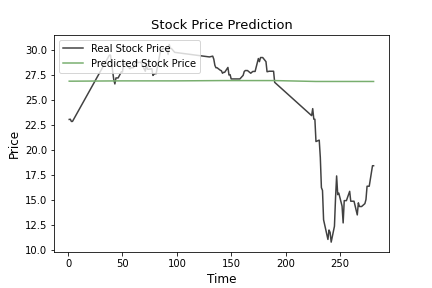 Stock Price Prediction
Real Stock Price
Predicted Stock Price
30.0
27.5
25.0
22.5
20.0
17.5
15.0
12.5
10.0
Price
0 50 100 150 200 250
Time